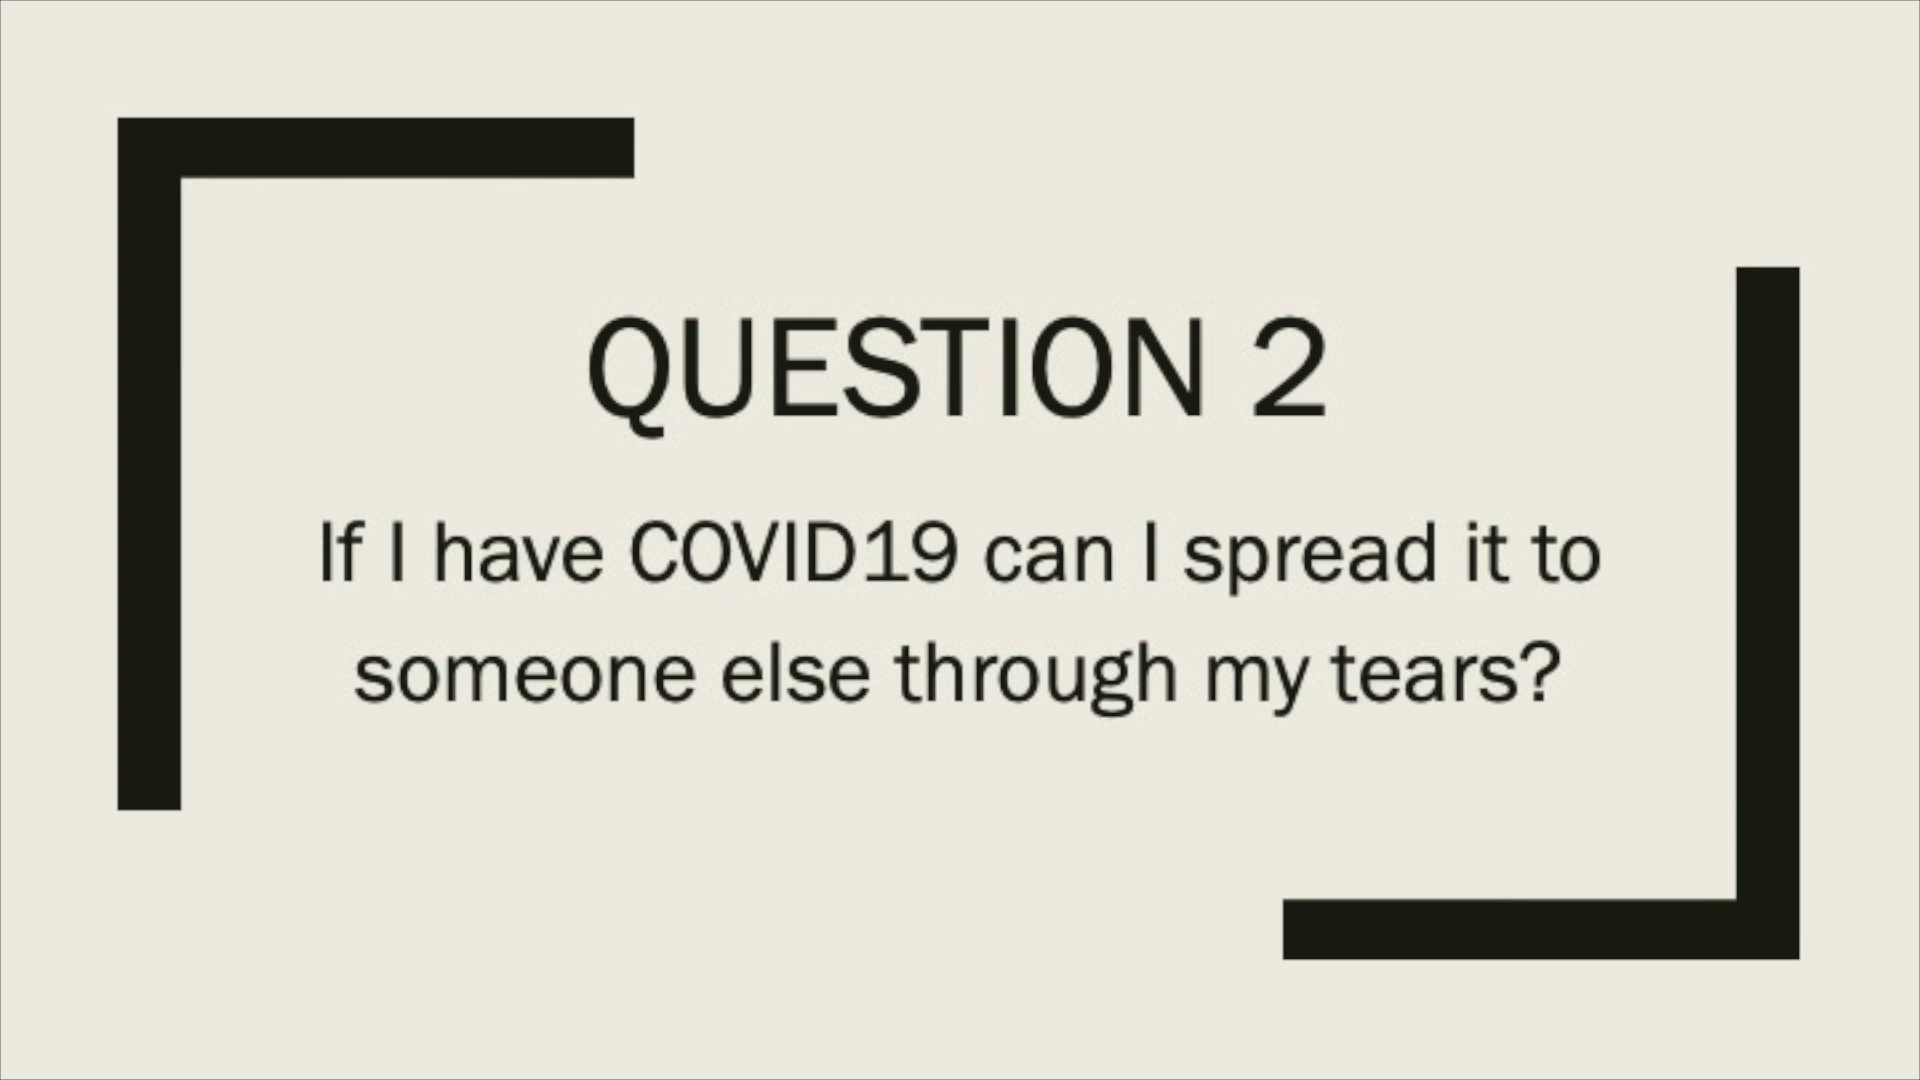 QUESTION 2
If I have COVID19 can I spread it to
someone else through my tears?